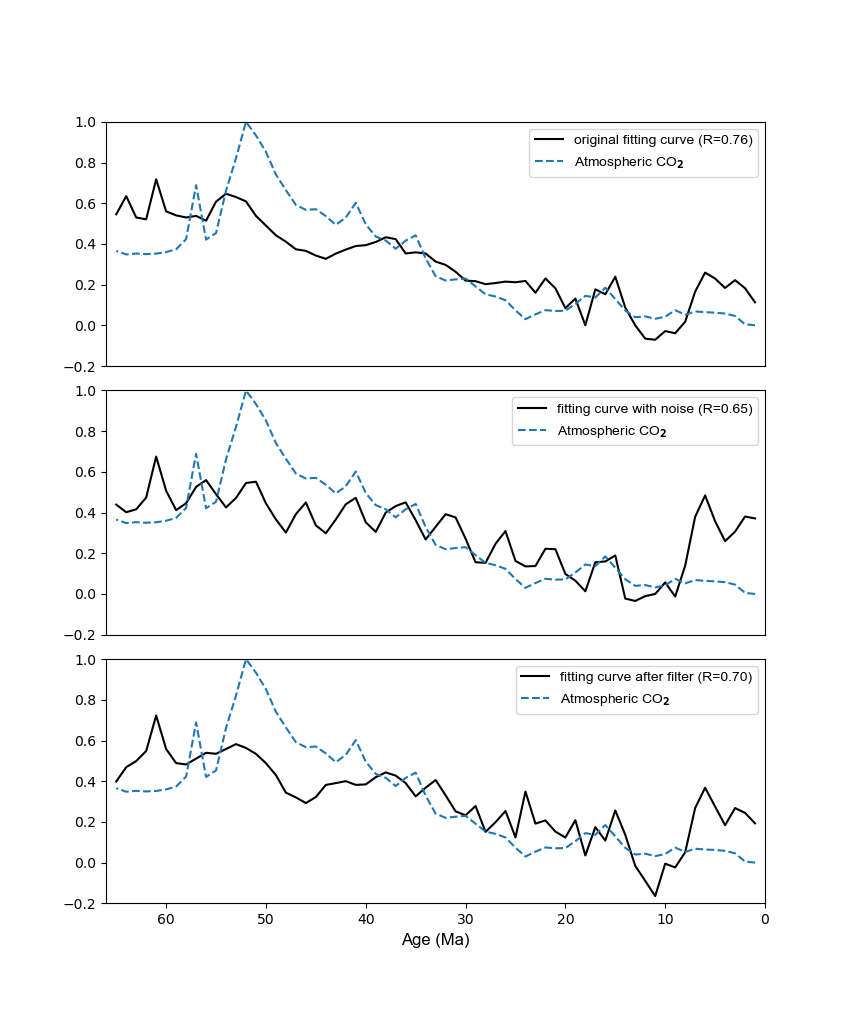 1.0
0.8
0.6
0.4
0.2
0.0
−0.2
original fitting curve (R=0.76)
Atmospheric CO₂
1.0
0.8
0.6
0.4
0.2
0.0
−0.2
fitting curve with noise (R=0.65)
Atmospheric CO₂
1.0
0.8
0.6
0.4
0.2
0.0
−0.2
fitting curve after filter (R=0.70)
Atmospheric CO₂
60 50 40 30 20 10 0
Age (Ma)